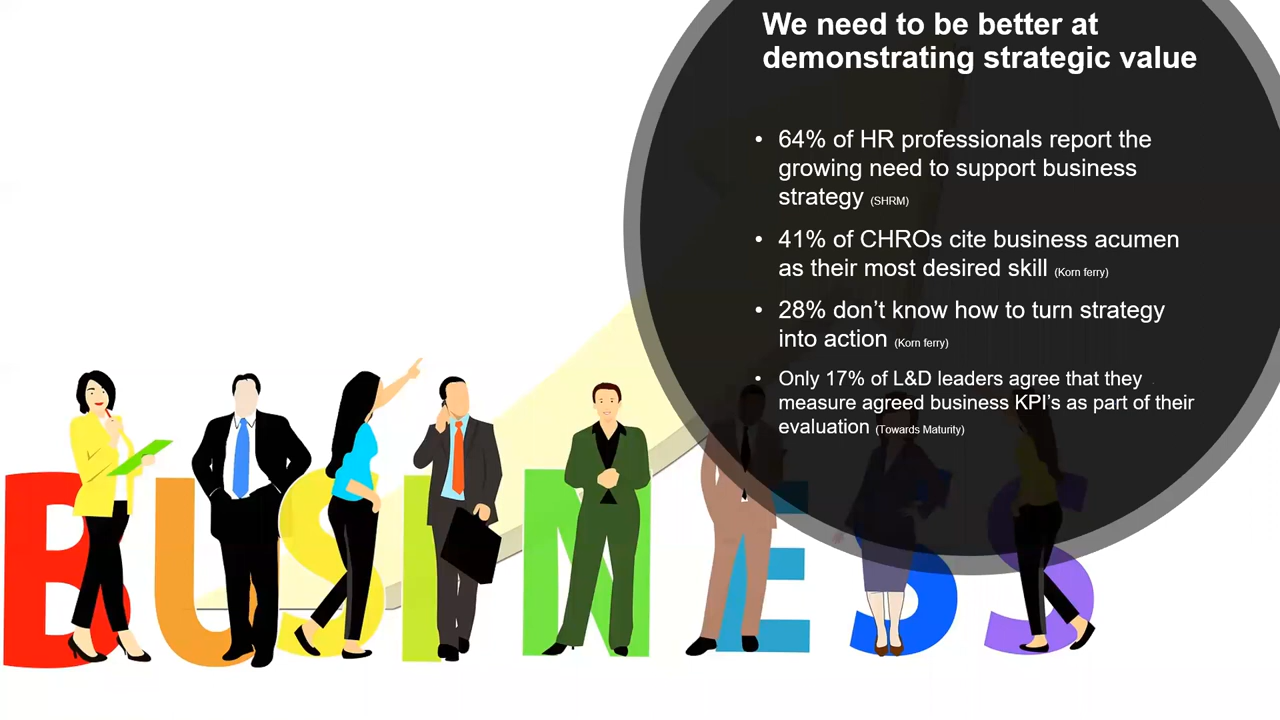 We need to be better at
demonstrating strategic value
• 64% of HR professionals report the
growing need to support business
strategy (SHRM)
• 41% of CHROs cite business acumen
as their most desired skill (Korn ferry)
• 28% don’t know how to turn strategy
into action (Korn ferry)
• Only 17% of L&D leaders agree that they
measure agreed business KPI’s as part of their
evaluation (Towards Maturity)
BUSINESS